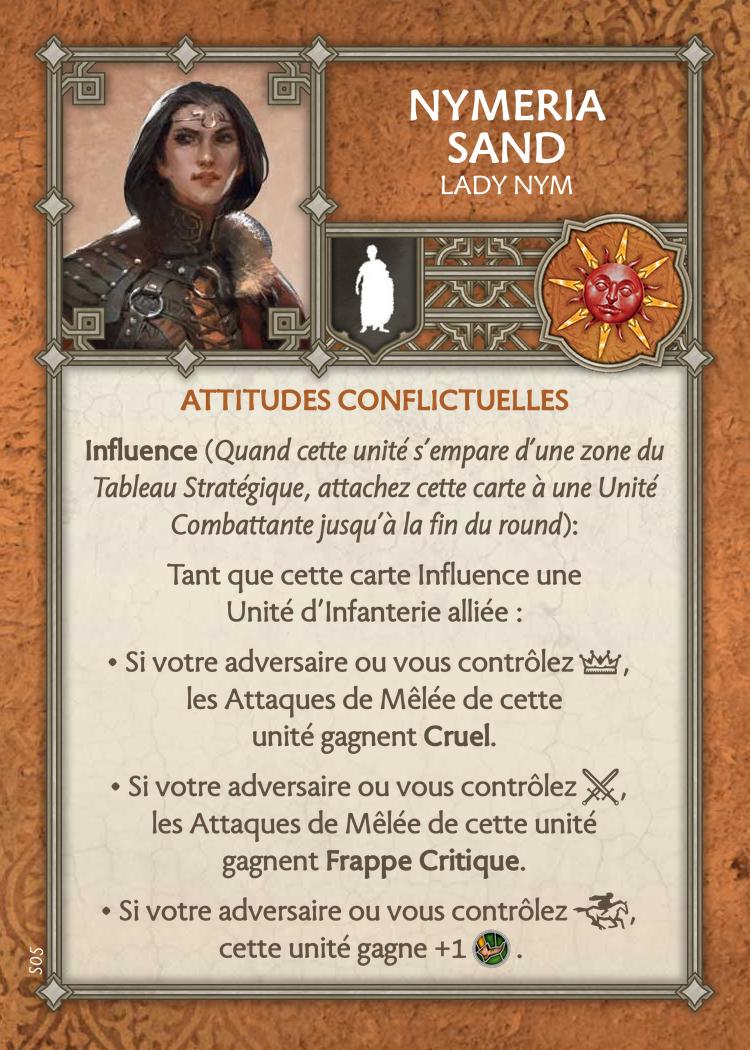 NYMERIA
SAND
LADY NYM
ATTITUDES CONFLICTUELLES
Influence (Quand cette unité s'empare d'une zone du
Tableau Stratégique, attachez cette carte à une Unité
Combattante jusqu'à la fin du round):
Tant que cette carte Influence une
Unité d'Infanterie alliée :
• Si votre adversaire ou vous contrôlez ,
les Attaques de Mêlée de cette
unité gagnent Cruel.
• Si votre adversaire ou vous contrôlez ,
les Attaques de Mêlée de cette unité
gagnent Frappe Critique.
• Si votre adversaire ou vous contrôlez ,
cette unité gagne +1 .
S05